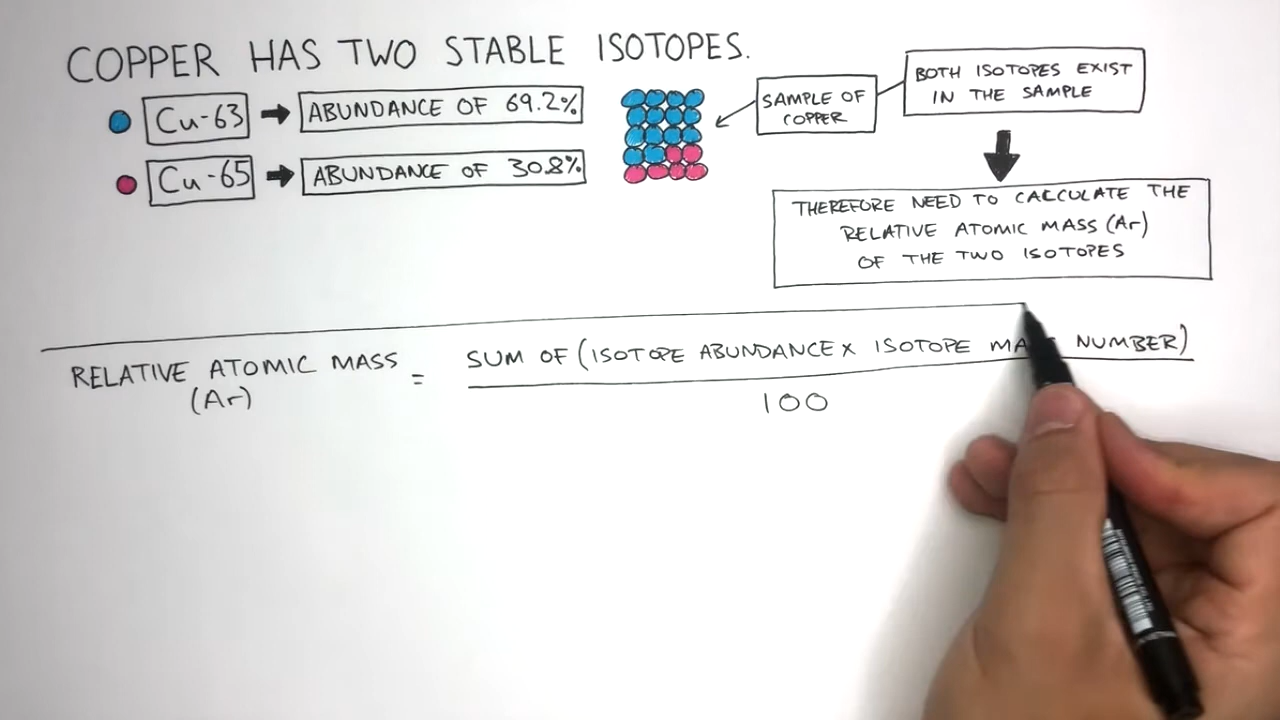 COPPER HAS TWO STABLE ISOTOPES.
Cu-63 ABUNDANCE OF 69.2%
Cu-65 ABUNDANCE OF 30.8%
SAMPLE OF
COPPER
BOTH ISOTOPES EXIST
IN THE SAMPLE
THEREFORE NEED TO CALCULATE THE
RELATIVE ATOMIC MASS (Ar)
OF THE TWO ISOTOPES
RELATIVE ATOMIC MASS
(Ar)
=
SUM OF (ISOTOPE ABUNDANCE X ISOTOPE NUMBER)
100